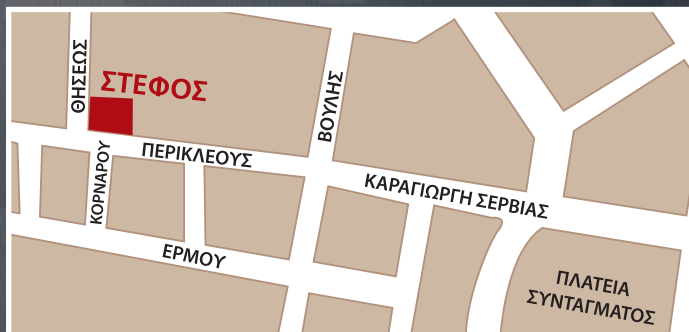 ΘΗΣΕΩΣ
ΣΤΕΦΟΣ
ΒΟΥΛΗΣ
ΠΕΡΙΚΛΕΟΥΣ
ΚΟΡΝΑΡΟΥ
ΚΑΡΑΓΙΩΡΓΗ ΣΕΡΒΙΑΣ
ΕΡΜΟΥ
ΠΛΑΤΕΙΑ
ΣΥΝΤΑΓΜΑΤΟΣ